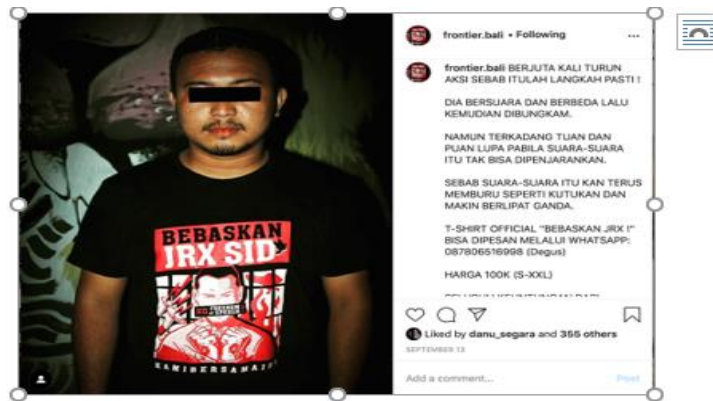 frontier.bali • Following
frontier.bali BERJUTA KALI TURUN
AKSI SEBAB ITULAH LANGKAH PASTI !
DIA BERSUARA DAN BERBEDA LALU
KEMUDIAN DIBUNGKAM.
NAMUN TERKADANG TUAN DAN
PUAN LUPA PABILA SUARA-SUARA
ITU TAK BISA DIPENJARANKAN.
SEBAB SUARA-SUARA ITU KAN TERUS
MEMBURU SEPERTI KUTUKAN DAN
MAKIN BERLIPAT GANDA.
T-SHIRT OFFICIAL "BEBASKAN JRX !"
BISA DIPESAN MELALUI WHATSAPP:
087806516998 (Degus)
HARGA 100K (S-XXL)
Liked by danu_segara and 355 others
SEPTEMBER 13
Add a comment...
Post
BEBASKAN
JRX SID
FREEDOM